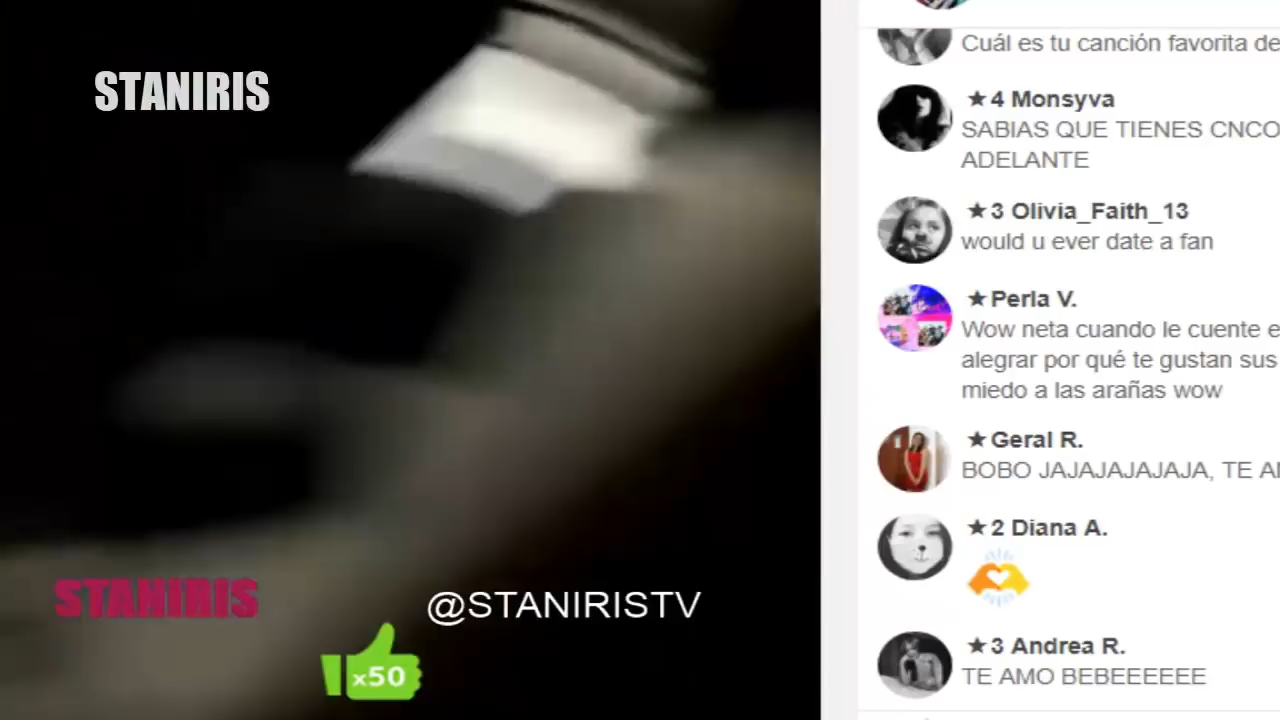 STANIRIS
STANIRIS
@STANIRISTV
x50
Cuál es tu canción favorita de
★4 Monsyva
SABIAS QUE TIENES CNCO
ADELANTE
★3 Olivia_Faith_13
would u ever date a fan
★Perla V.
Wow neta cuando le cuente e
alegrar por qué te gustan sus
miedo a las arañas wow
★Geral R.
BOBO JAJAJAJAJAJA, TE AM
★2 Diana A.
★3 Andrea R.
TE AMO BEBEEEEEE